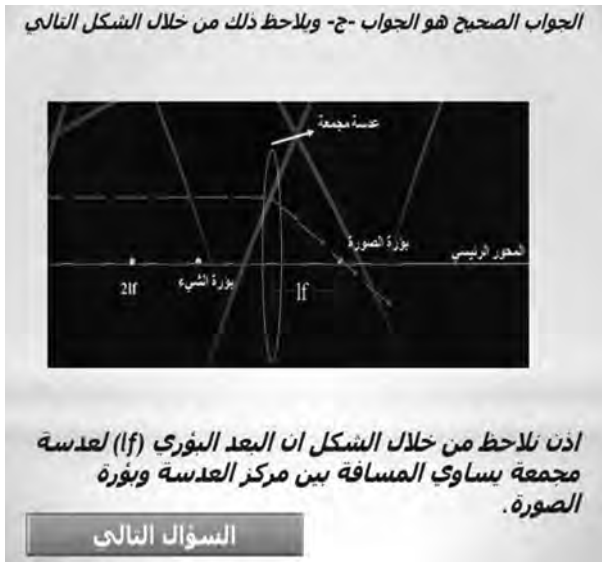 الجواب الصحيح هو الجواب -ج- ويلاحظ ذلك من خلال الشكل التالي
عدسة مجمعة
بؤرة الصورة
المحور الرئيسي
بؤرة الشيء
2lf
lf
اذن نلاحظ من خلال الشكل ان البعد البؤري (lf) لعدسة
مجمعة يساوي المسافة بين مركز العدسة وبؤرة
الصورة.
السؤال التالي